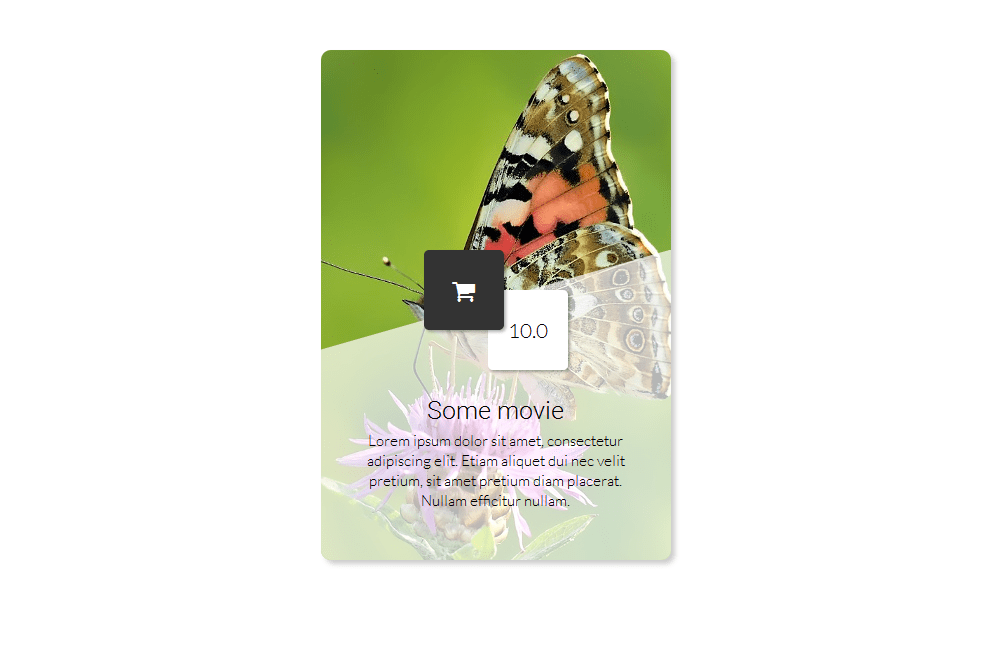 10.0
Some movie
Lorem ipsum dolor sit amet, consectetur
adipiscing elit. Etiam aliquet dui nec velit
pretium, sit amet pretium diam placerat.
Nullam efficitur nullam.